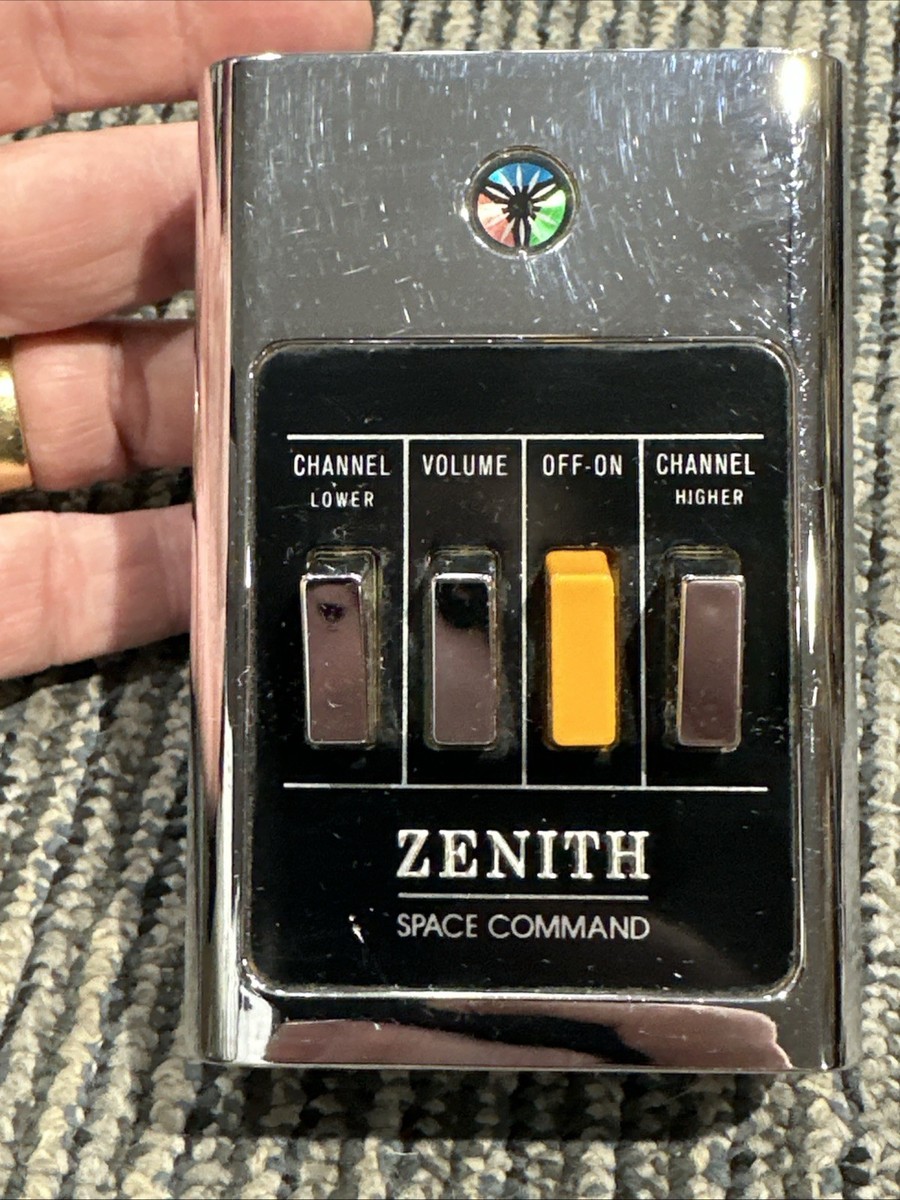 CHANNEL LOWER
VOLUME
OFF-ON
CHANNEL HIGHER
ZENITH
SPACE COMMAND